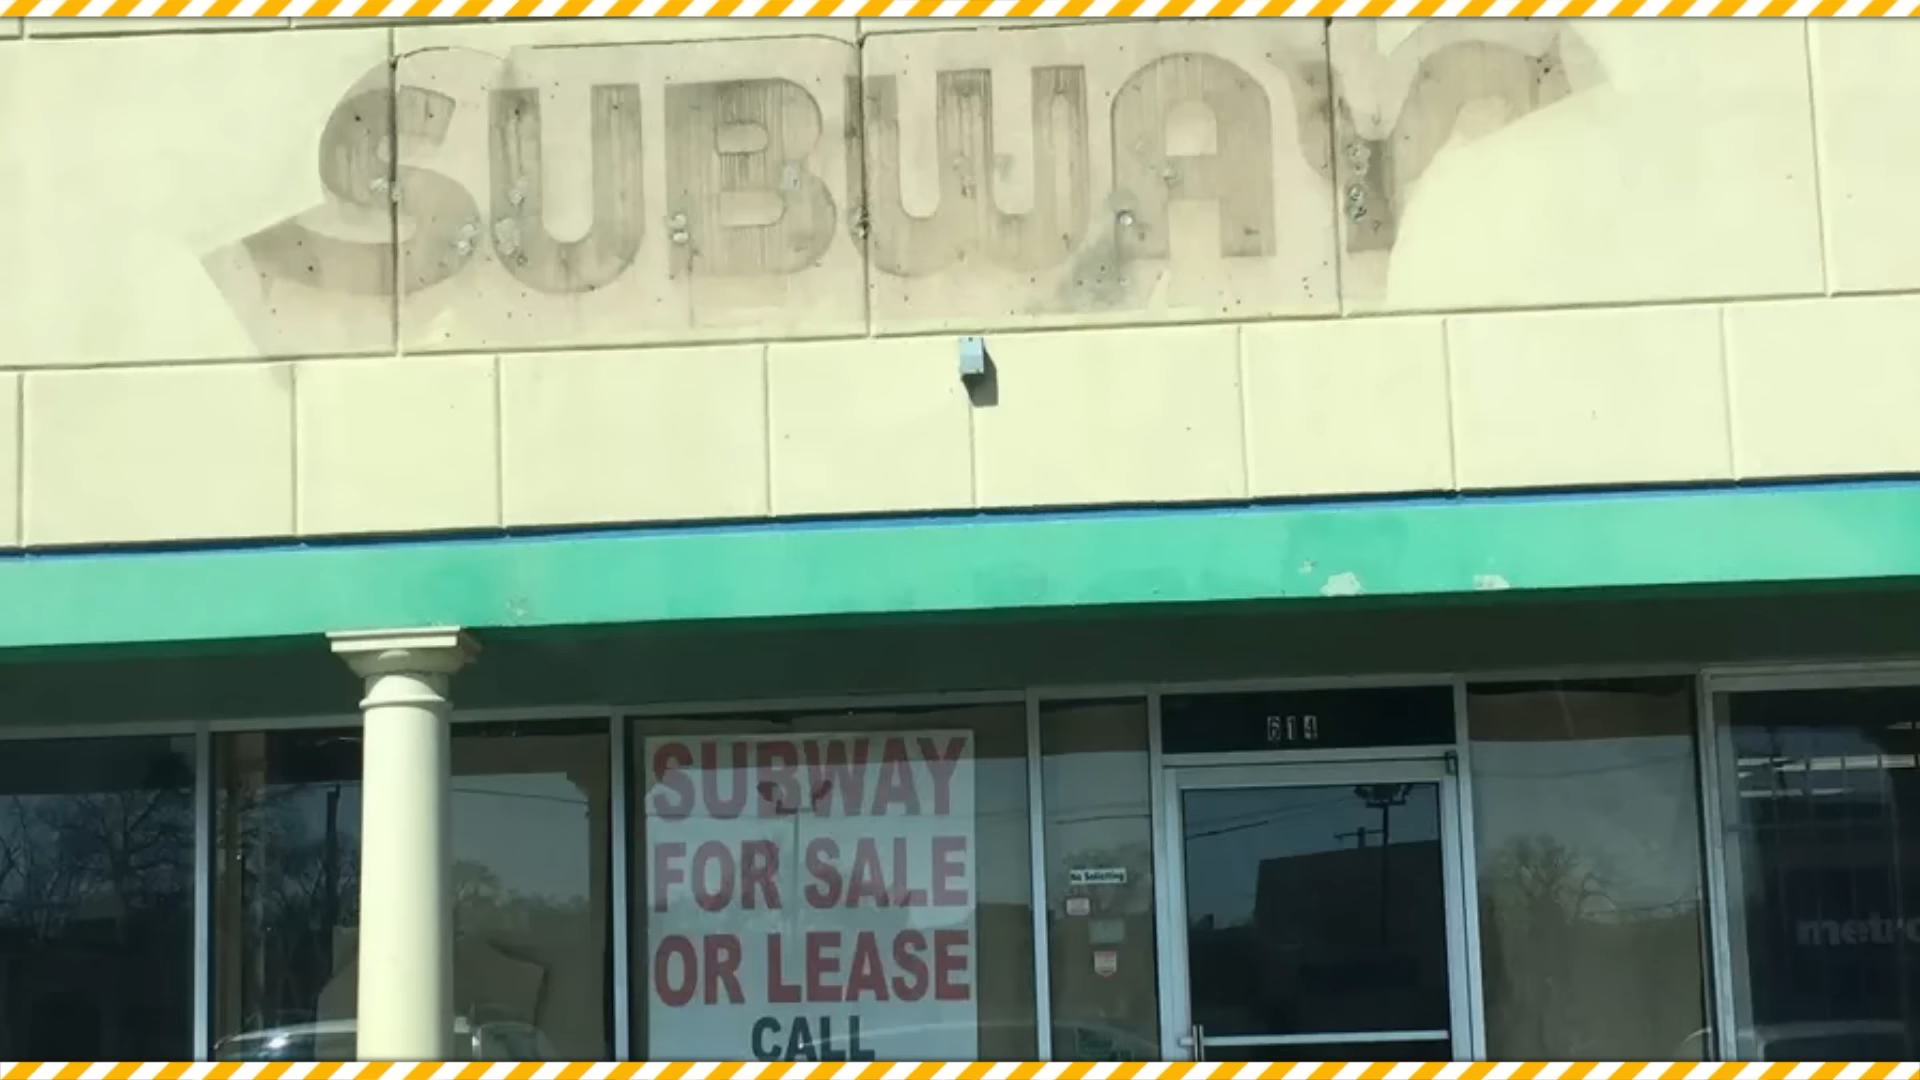 SUBWAY
614
SUBWAY
FOR SALE
OR LEASE
CALL
No Soliciting
metro